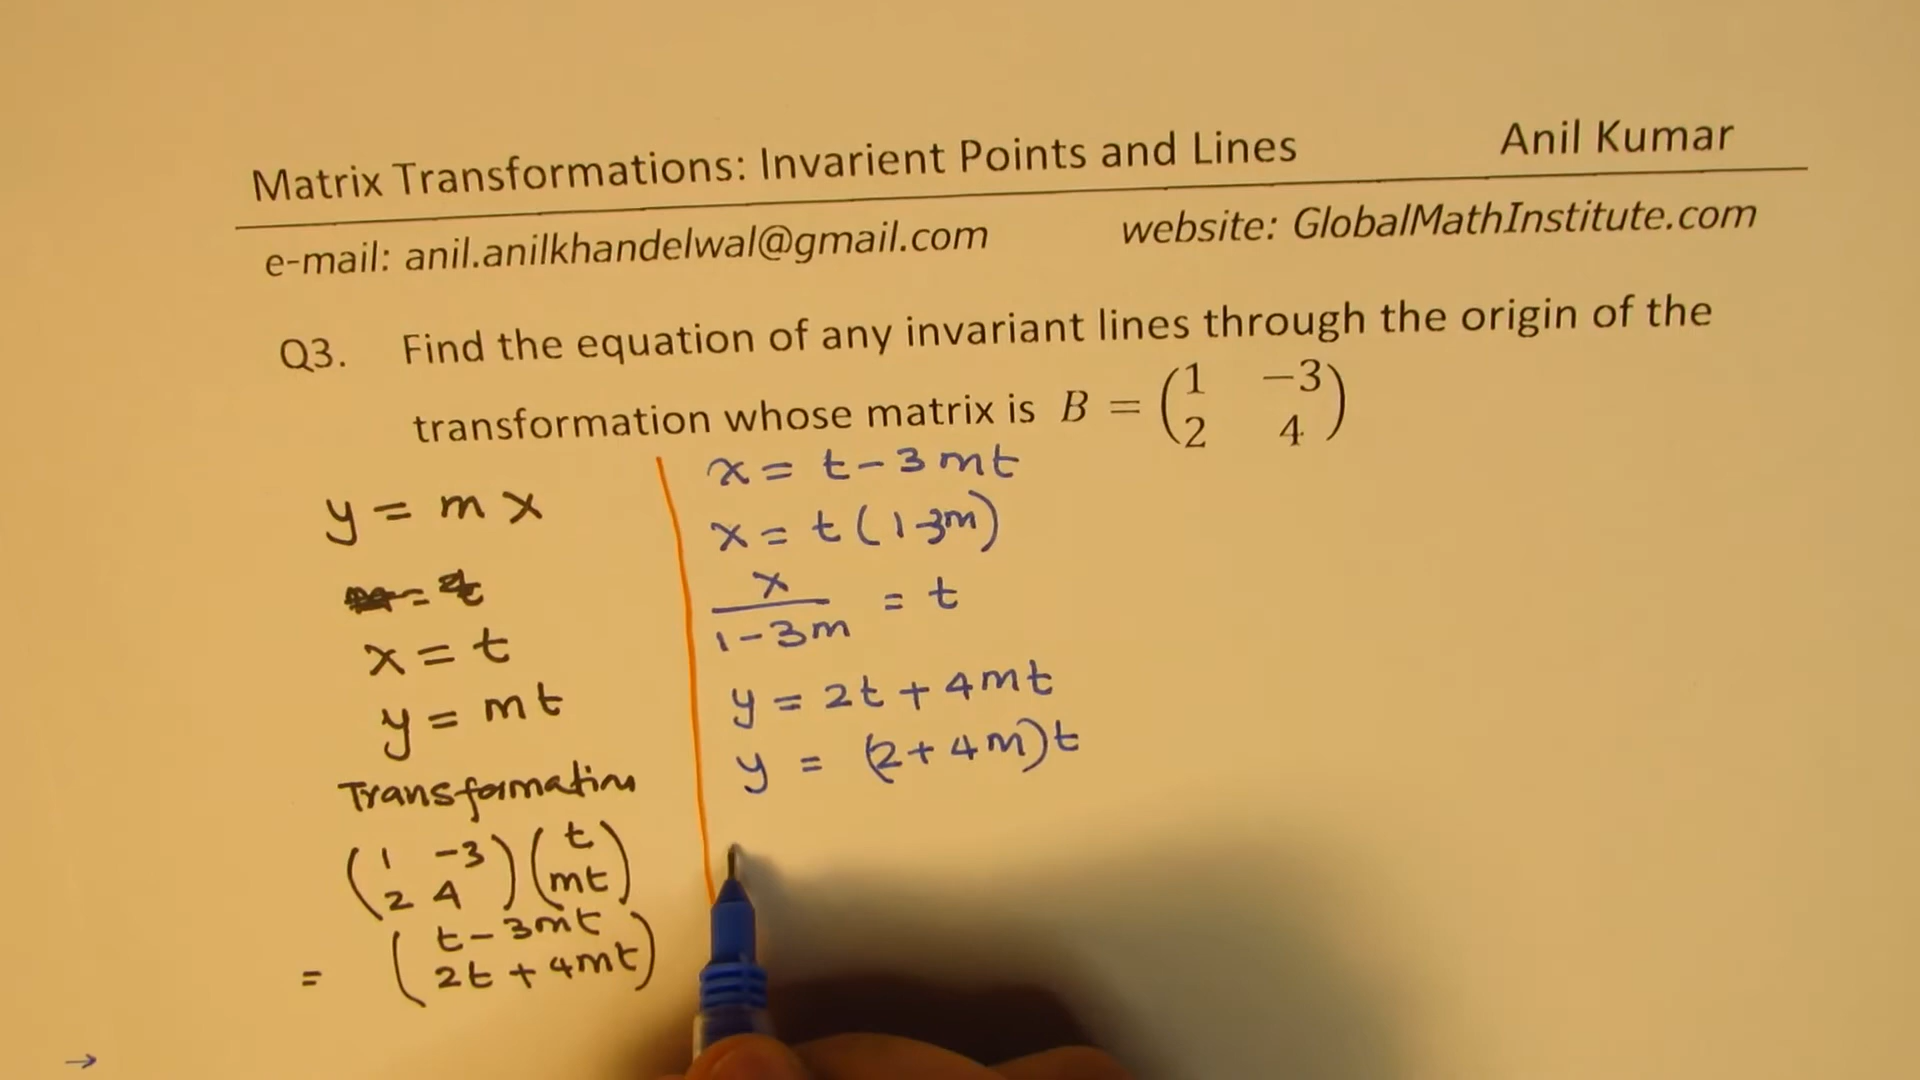 Matrix Transformations: Invarient Points and Lines Anil Kumar
e-mail: anil.anilkhandelwal@gmail.com website: GlobalMathInstitute.com
Q3. Find the equation of any invariant lines through the origin of the
transformation whose matrix is B = (1 -3
2 4)
y = m x
= t
x = t
y = mt
Transformation
(1 -3
2 4) (t
mt)
= (t - 3mt
2t + 4mt)
→
x = t - 3mt
x = t(1-3m)
x/(1-3m) = t
y = 2t + 4mt
y = (2+4m)t